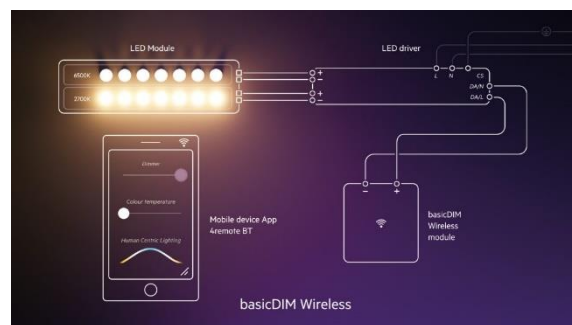 LED Module
LED driver
6500K
2700K
+
−
+
−
L
N
CS
DA/N
DA/L
Dimmer
Colour temperature
Human Centric Lighting
Mobile device App
4remote BT
−
+
basicDIM
Wireless
module
basicDIM Wireless